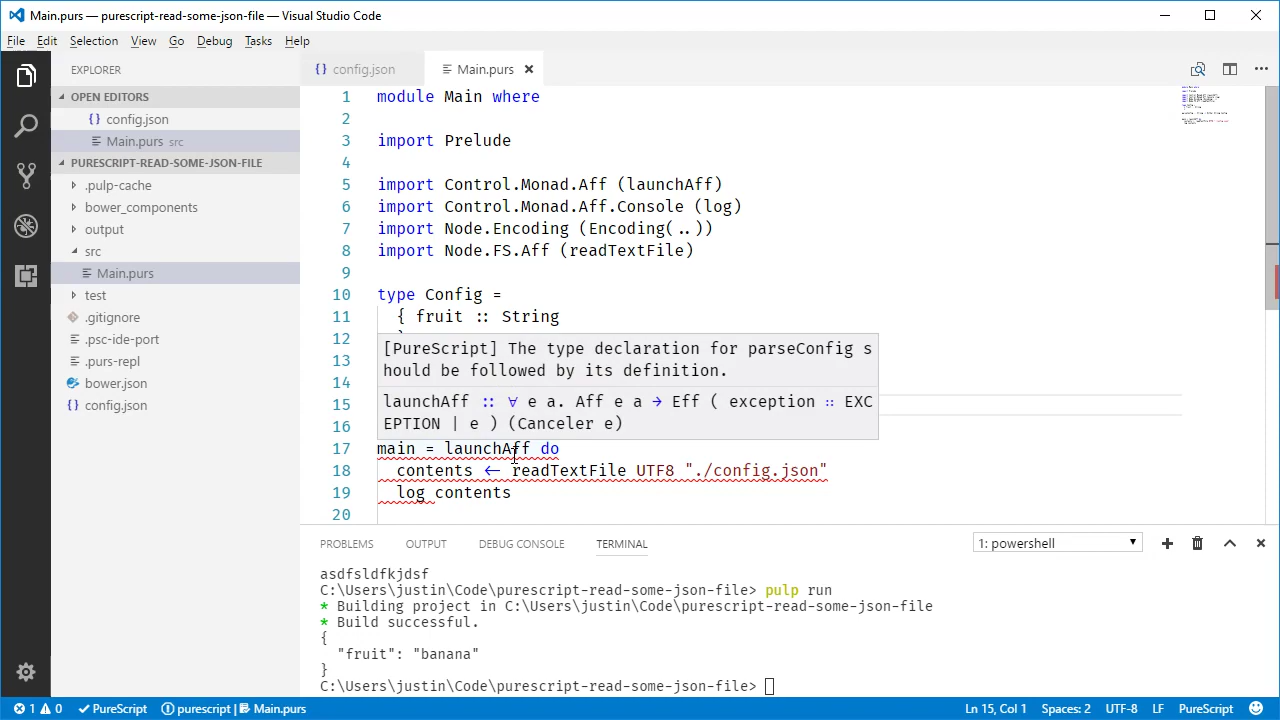 Main.purs — purescript-read-some-json-file — Visual Studio Code
File Edit Selection View Go Debug Tasks Help
EXPLORER
OPEN EDITORS
{} config.json
Main.purs src
PURESCRIPT-READ-SOME-JSON-FILE
.pulp-cache
bower_components
output
src
Main.purs
test
.gitignore
.psc-ide-port
.purs-repl
bower.json
{} config.json
{} config.json Main.purs
1 module Main where
2
3 import Prelude
4
5 import Control.Monad.Aff (launchAff)
6 import Control.Monad.Aff.Console (log)
7 import Node.Encoding (Encoding(..))
8 import Node.FS.Aff (readTextFile)
9
10 type Config =
11 { fruit :: String
12
13
14
15
16
[PureScript] The type declaration for parseConfig s
hould be followed by its definition.
launchAff :: ∀ e a. Aff e a → Eff ( exception :: EXC
EPTION | e ) (Canceler e)
17 main = launchAff do
18 contents ← readTextFile UTF8 "./config.json"
19 log contents
20
PROBLEMS OUTPUT DEBUG CONSOLE TERMINAL 1: powershell
asdfsldfkjdsf
C:\Users\justin\Code\purescript-read-some-json-file> pulp run
* Building project in C:\Users\justin\Code\purescript-read-some-json-file
* Build successful.
{
"fruit": "banana"
}
C:\Users\justin\Code\purescript-read-some-json-file>
1 0 PureScript purescript | Main.purs Ln 15, Col 1 Spaces: 2 UTF-8 LF PureScript